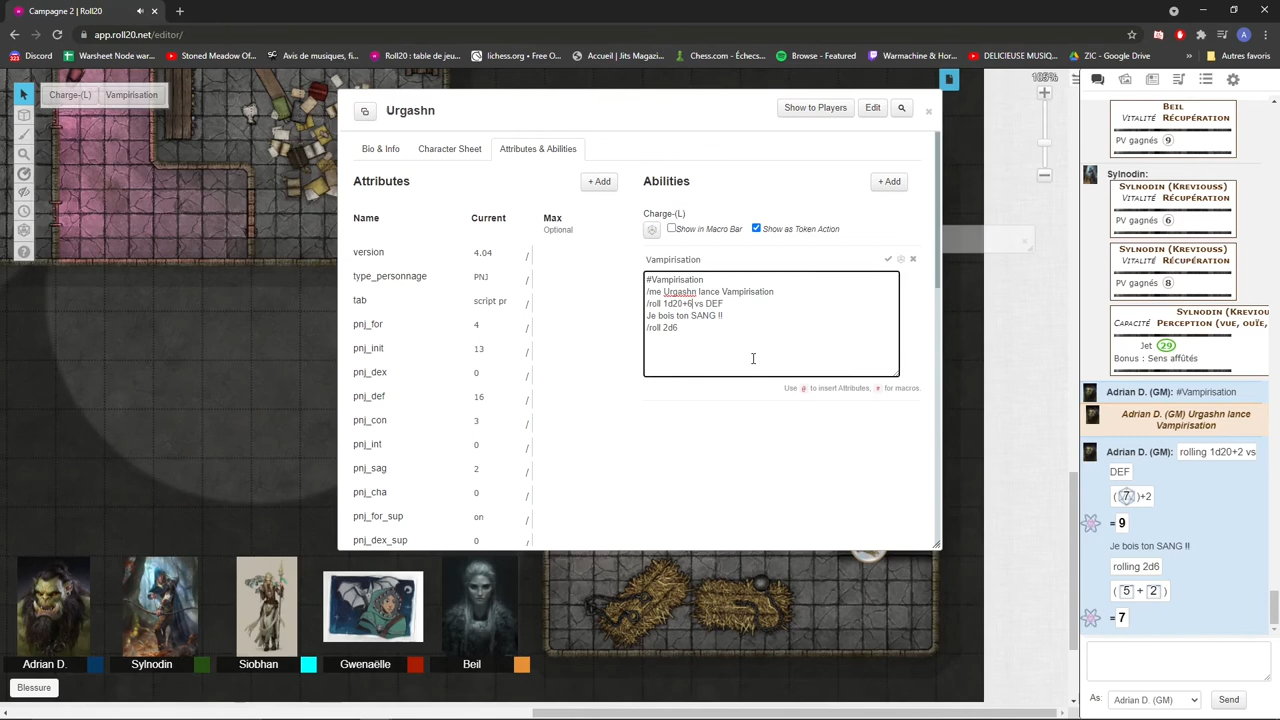 Campagne 2 | Roll20
app.roll20.net/editor/
Discord
Warsheet Node war...
Stoned Meadow Of...
Avis de musiques, fi...
Roll20 : table de jeu...
lichess.org • Free O...
Accueil | Jitsi Magazi...
Chess.com - Échecs...
Boutique
Browse - Featured
Warmachine & Hor...
DELICIEUSE MUSIQ...
ZIC - Google Drive
Autres favoris
Charge-(L)
Vampirisation
105%
Urgashn
Show to Players
Edit
Bio & Info
Character Sheet
Attributes & Abilities
Attributes
+ Add
Name
Current
Max
Optional
version
4.04
/
type_personnage
PNJ
/
tab
script pr
/
pnj_for
4
/
pnj_init
13
/
pnj_dex
0
/
pnj_def
16
/
pnj_con
/
pnj_int
0
/
pnj_sag
2
/
pnj_cha
0
/
pnj_for_sup
on
/
pnj_dex_sup
0
/
Abilities
+ Add
Charge-(L)
Show in Macro Bar
Show as Token Action
Vampirisation
#Vampirisation
/me Urgashn lance Vampirisation
/roll 1d20+6 vs DEF
Je bois ton SANG !!
/roll 2d6
Use @ to insert Attributes, # for macros.
Beil
Vitalité Récupération
PV gagnés 9
Sylnodin:
Sylnodin (Kreviouss)
Vitalité Récupération
PV gagnés 6
Sylnodin (Kreviouss)
Vitalité Récupération
PV gagnés 8
Sylnodin (Kreviou
Capacité Perception (vue, ouïe,
Jet 29
Bonus : Sens affûtés
Adrian D. (GM): #Vampirisation
Adrian D. (GM) Urgashn lance
Vampirisation
Adrian D. (GM): rolling 1d20+2 vs
DEF
(7)+2
=9
Je bois ton SANG !!
rolling 2d6
(5 + 2)
=7
Adrian D.
Sylnodin
Siobhan
Gwenaëlle
Beil
Blessure
As:
Adrian D. (GM)
Send